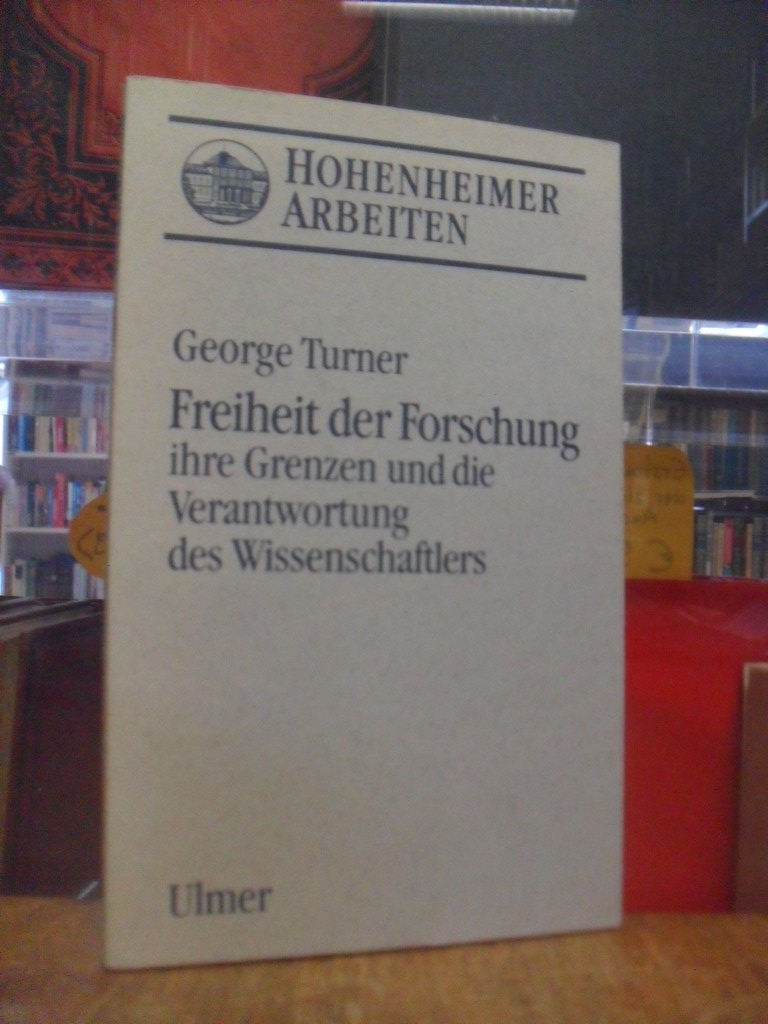 HOHENHEIMER
ARBEITEN
George Turner
Freiheit der Forschung
ihre Grenzen und die
Verantwortung
des Wissenschaftlers
Ulmer